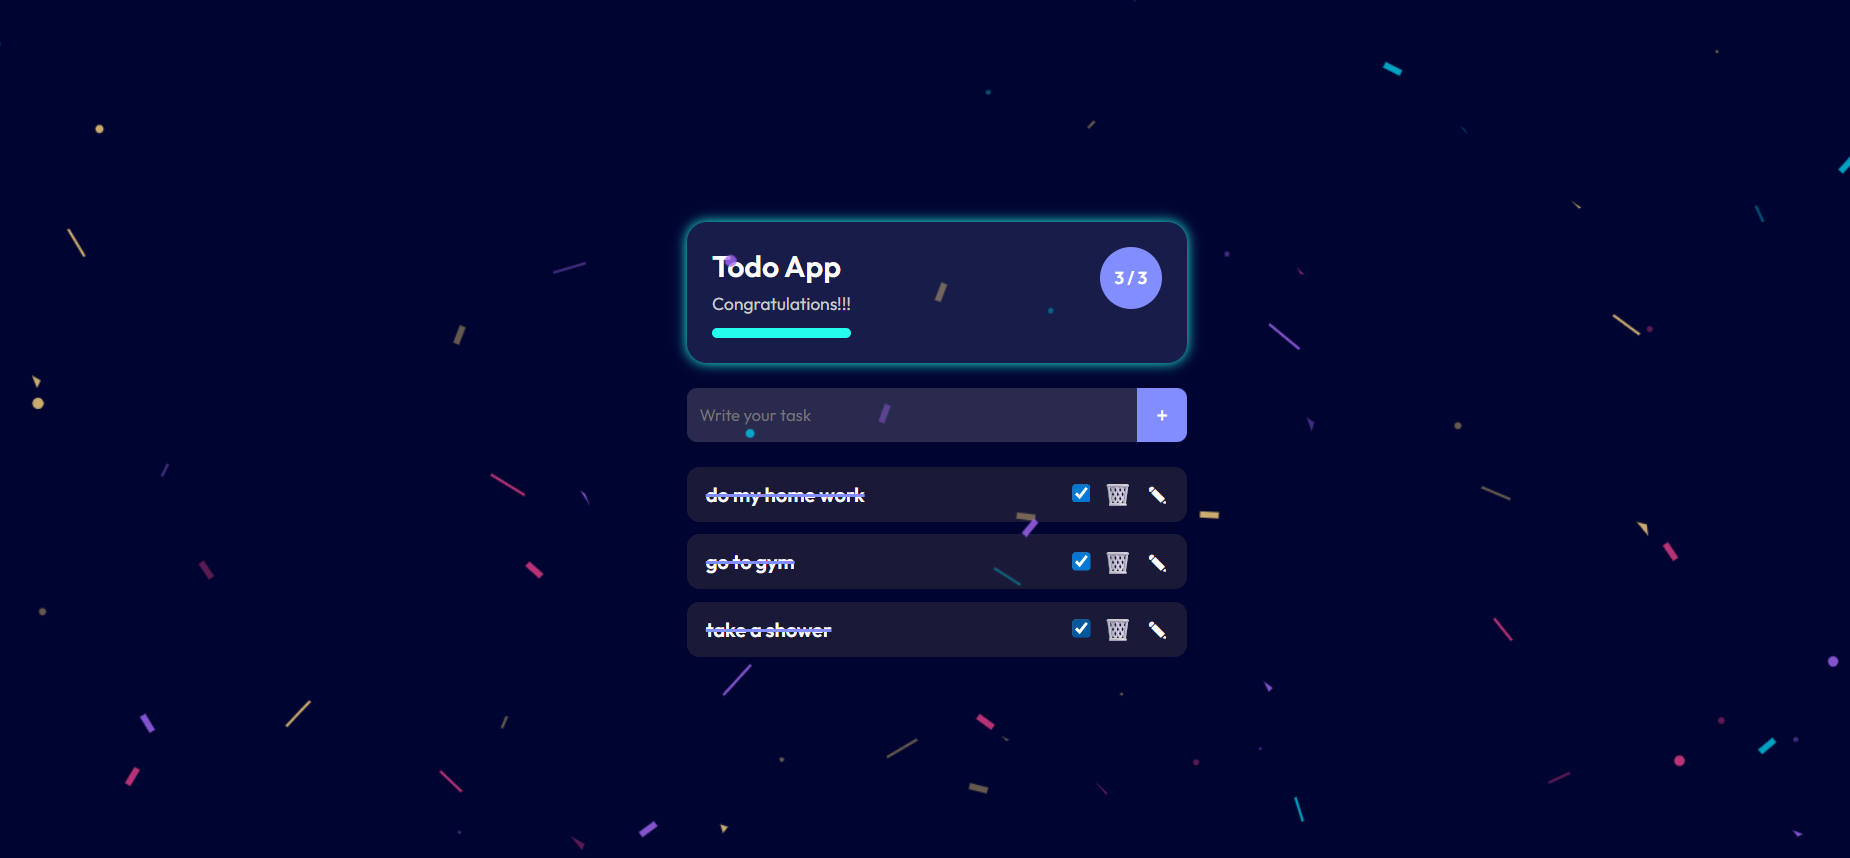 Todo App
3 / 3
Congratulations!!!
Write your task
+
do my home work
go to gym
take a shower